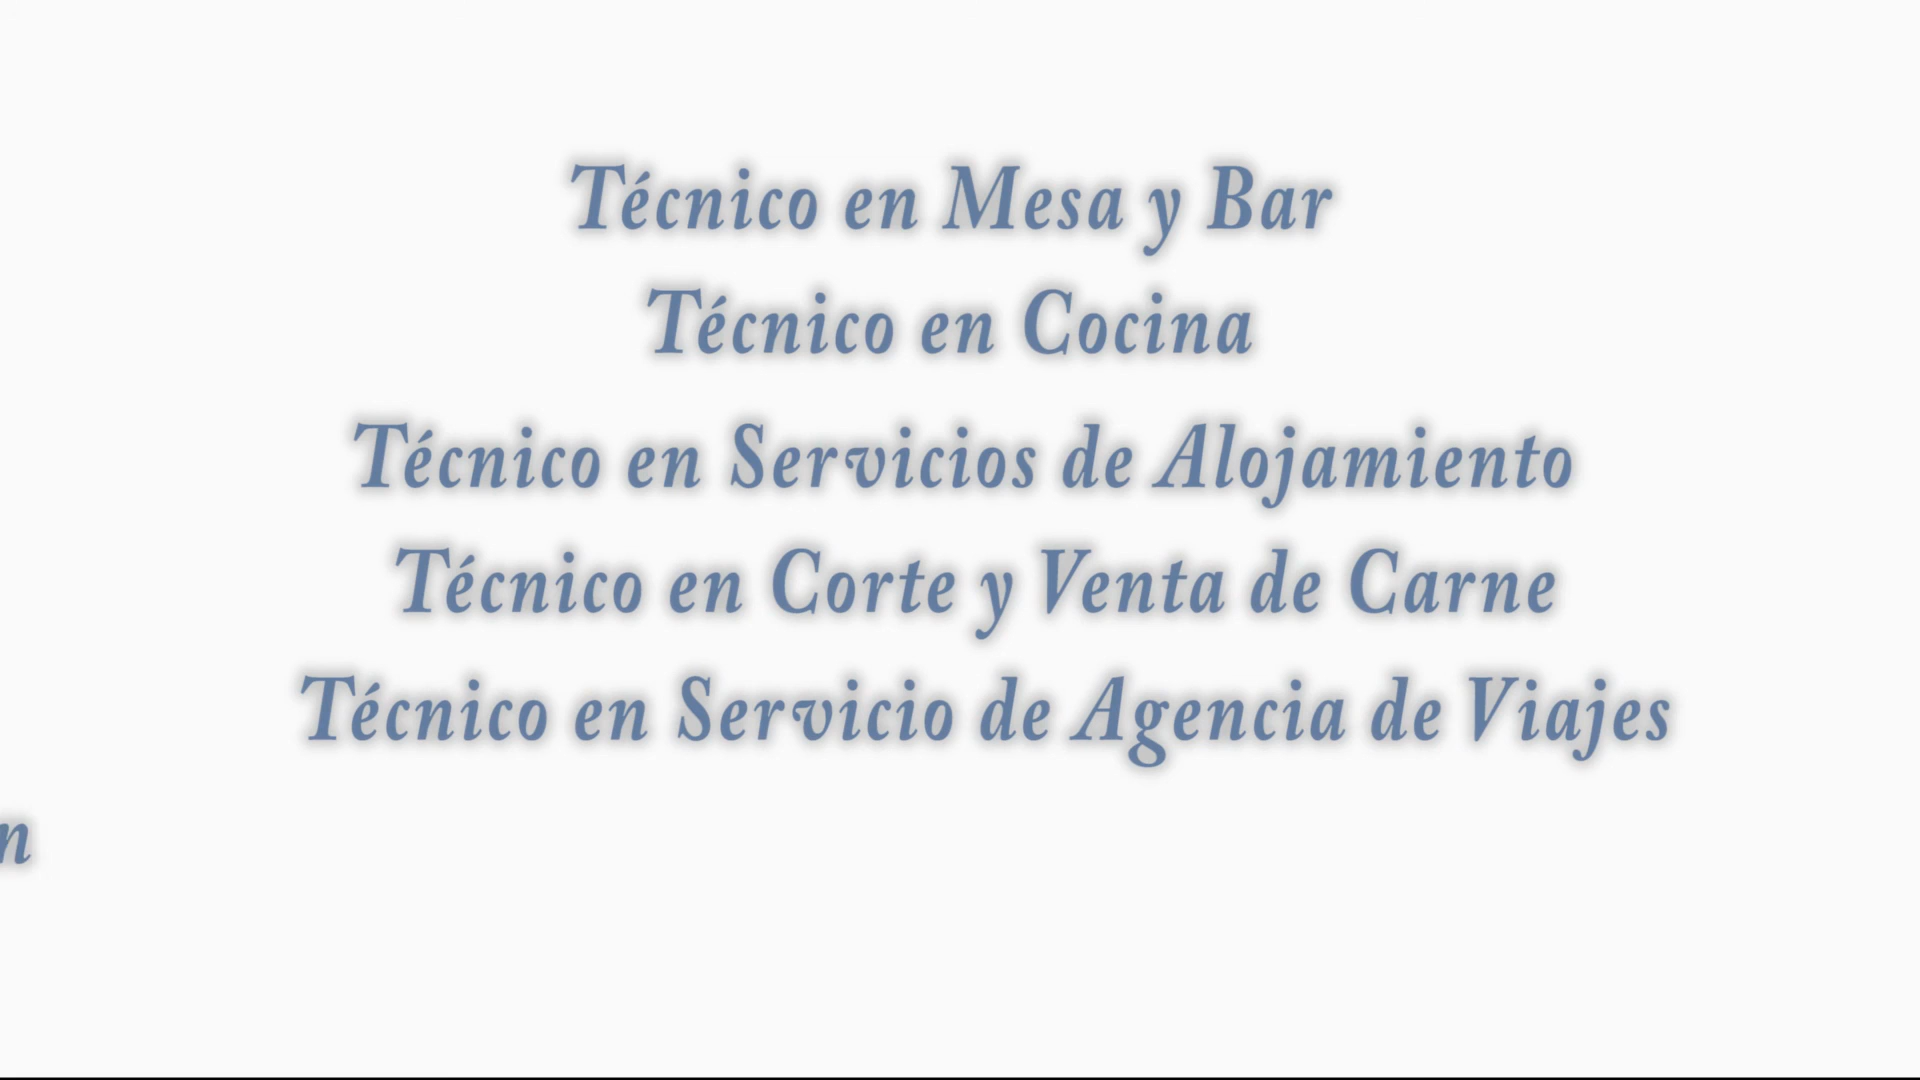 Técnico en Mesa y Bar
Técnico en Cocina
Técnico en Servicios de Alojamiento
Técnico en Corte y Venta de Carne
Técnico en Servicio de Agencia de Viajes